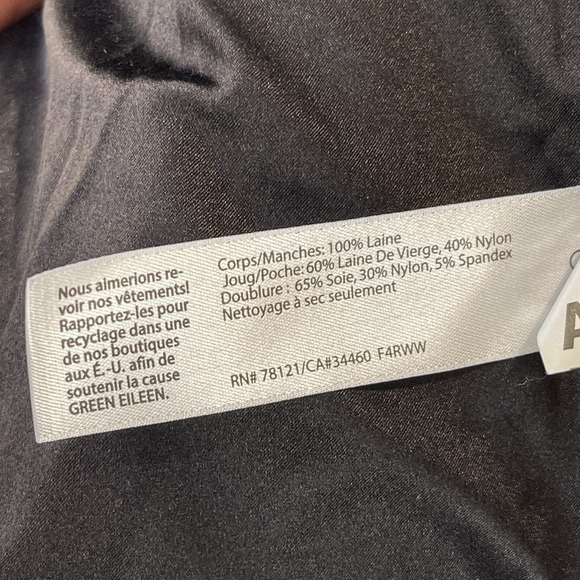 Nous aimerions re-
voir nos vêtements!
Rapportez-les pour
recyclage dans une
de nos boutiques
aux É.-U. afin de
soutenir la cause
GREEN EILEEN.
Corps/Manches: 100% Laine
Joug/Poche: 60% Laine De Vierge, 40% Nylon
Doublure : 65% Soie, 30% Nylon, 5% Spandex
Nettoyage à sec seulement
RN# 78121/CA#34460 F4RWW